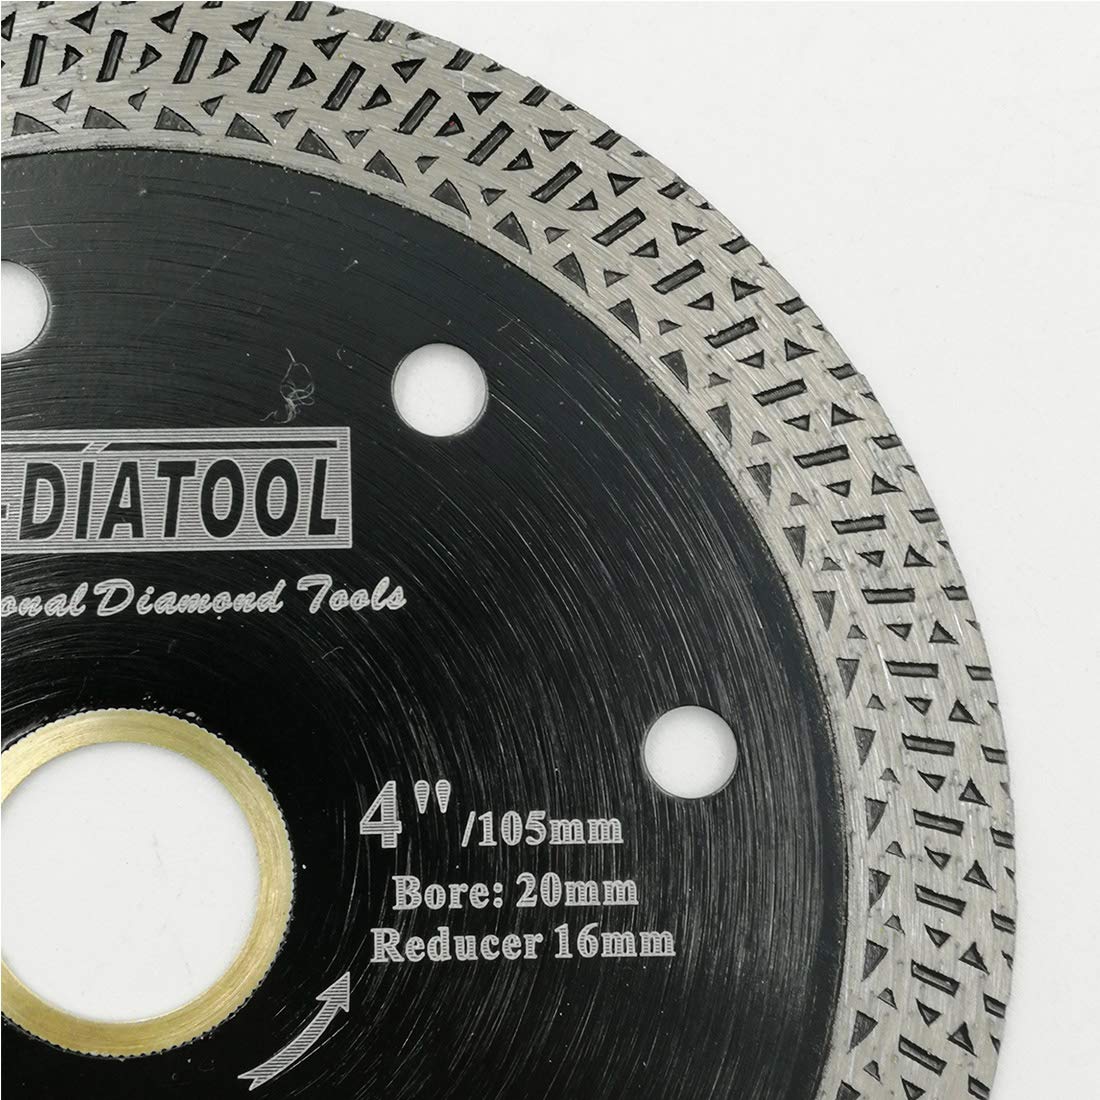 -DIATOOL
onal Diamond Tools
4" /105mm
Bore: 20mm
Reducer 16mm